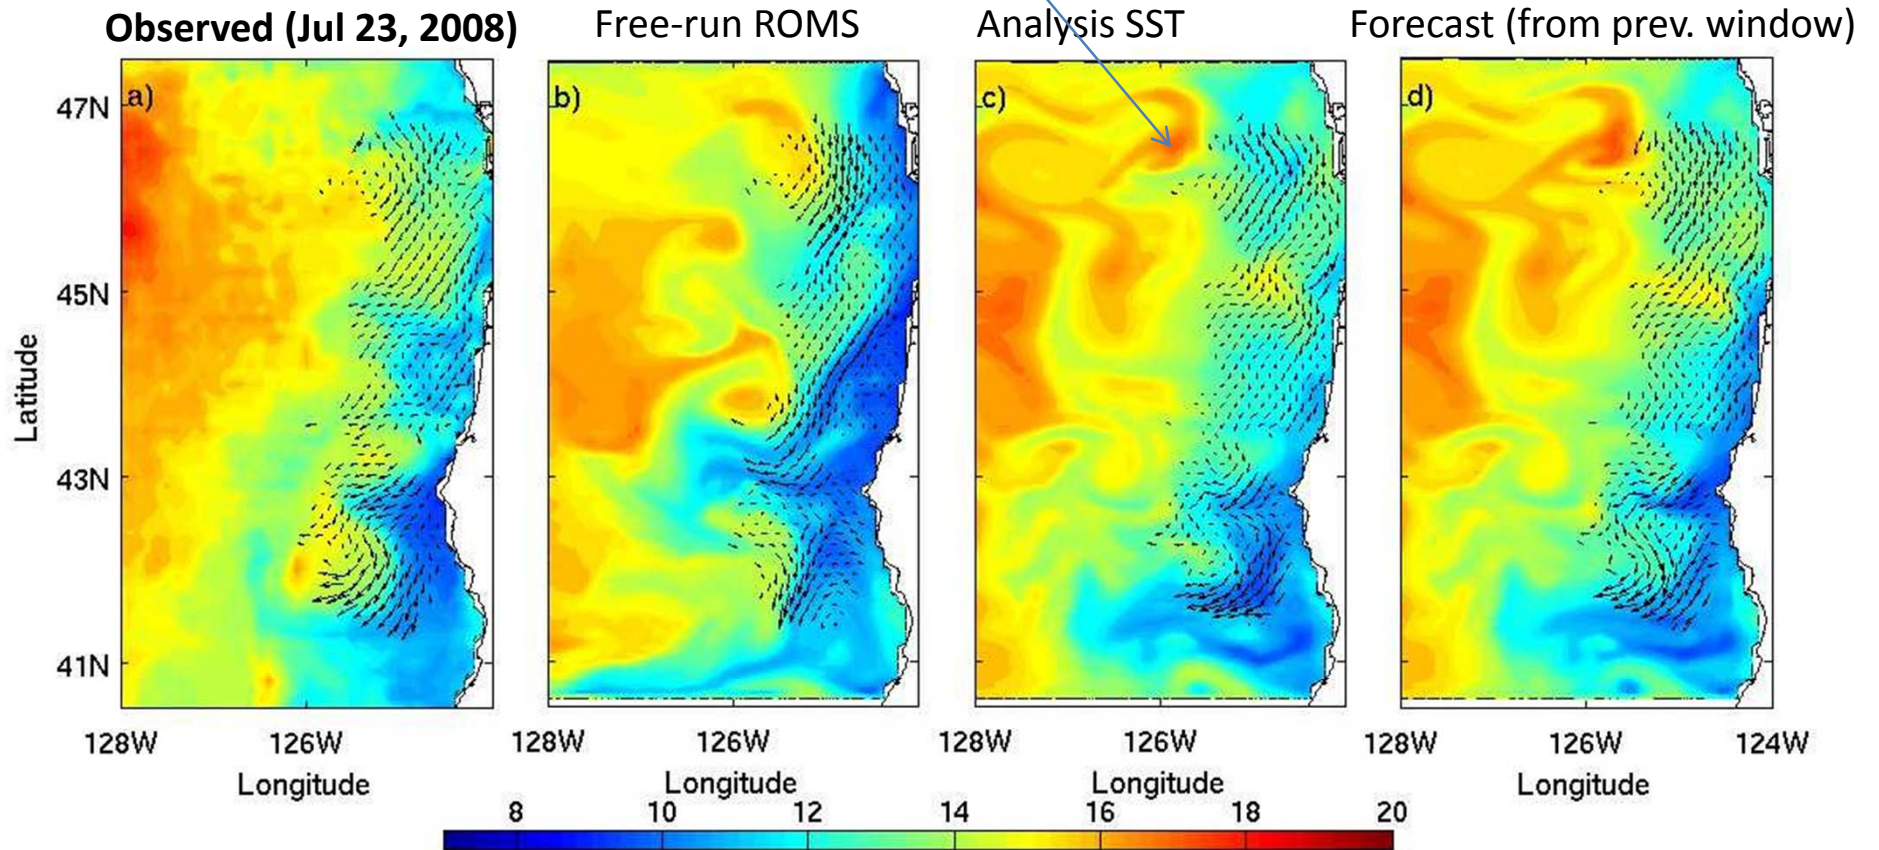 Observed (Jul 23, 2008) Free-run ROMS Analysis SST Forecast (from prev. window)
a) b) c) d)
47N
45N
43N
41N
Latitude
128W 126W 128W 126W 128W 126W 128W 126W 124W
Longitude Longitude Longitude Longitude
8 10 12 14 16 18 20